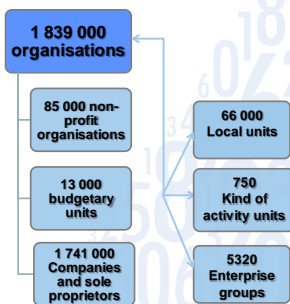 1 839 000
organisations
85 000 non-
profit
organisations
13 000
budgetary
units
1 741 000
Companies
and sole
proprietors
66 000
Local units
750
Kind of
activity units
5320
Enterprise
groups